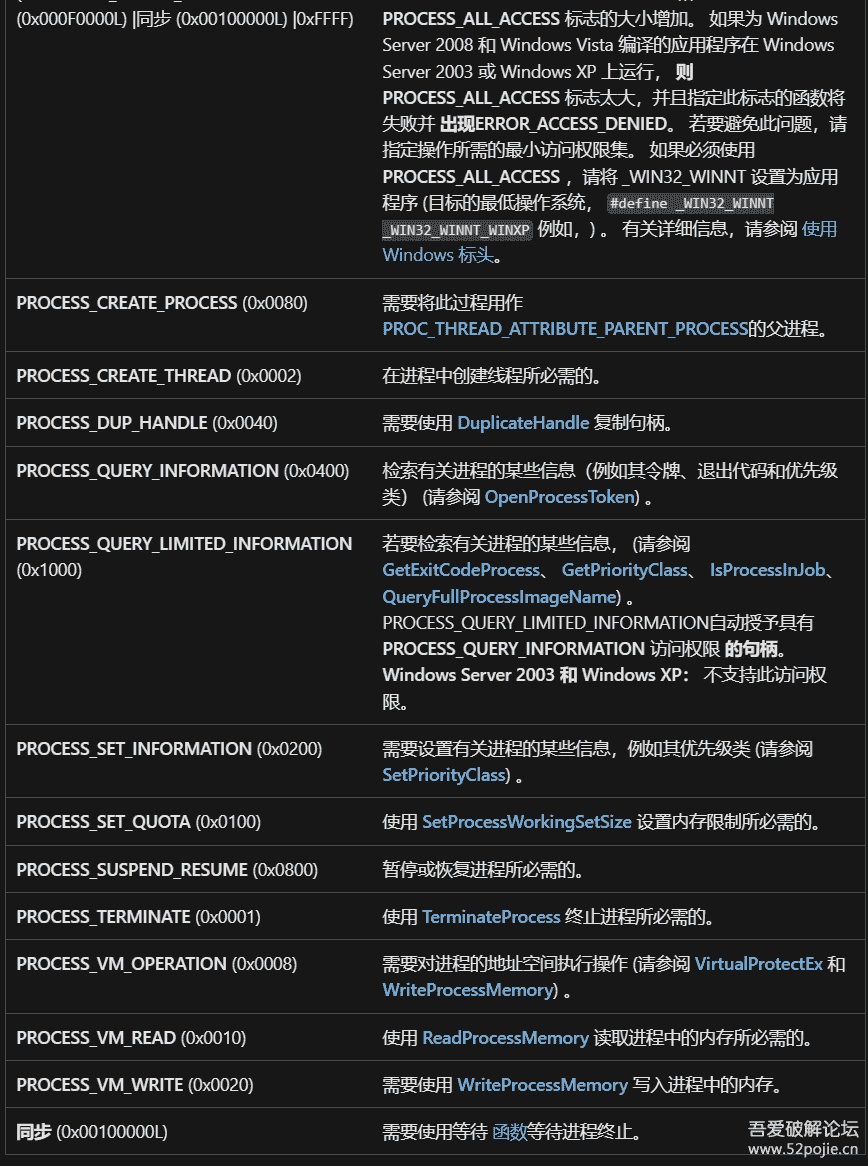 (0x000F0000L) |同步 (0x00100000L) |0xFFFF)
PROCESS_ALL_ACCESS 标志的大小增加。 如果为 Windows
Server 2008 和 Windows Vista 编译的应用程序在 Windows
Server 2003 或 Windows XP 上运行， 则
PROCESS_ALL_ACCESS 标志太大，并且指定此标志的函数将
失败并 出现ERROR_ACCESS_DENIED。 若要避免此问题，请
指定操作所需的最小访问权限集。 如果必须使用
PROCESS_ALL_ACCESS ，请将 _WIN32_WINNT 设置为应用
程序 (目标的最低操作系统， #define _WIN32_WINNT
_WIN32_WINNT_WINXP 例如，) 。 有关详细信息，请参阅 使用
Windows 标头。
PROCESS_CREATE_PROCESS (0x0080)
需要将此过程用作
PROC_THREAD_ATTRIBUTE_PARENT_PROCESS的父进程。
PROCESS_CREATE_THREAD (0x0002)
在进程中创建线程所必需的。
PROCESS_DUP_HANDLE (0x0040)
需要使用 DuplicateHandle 复制句柄。
PROCESS_QUERY_INFORMATION (0x0400)
检索有关进程的某些信息（例如其令牌、退出代码和优先级
类） (请参阅 OpenProcessToken) 。
PROCESS_QUERY_LIMITED_INFORMATION
(0x1000)
若要检索有关进程的某些信息， (请参阅
GetExitCodeProcess、 GetPriorityClass、 IsProcessInJob、
QueryFullProcessImageName) 。
PROCESS_QUERY_LIMITED_INFORMATION自动授予具有
PROCESS_QUERY_INFORMATION 访问权限 的句柄。
Windows Server 2003 和 Windows XP： 不支持此访问权
限。
PROCESS_SET_INFORMATION (0x0200)
需要设置有关进程的某些信息，例如其优先级类 (请参阅
SetPriorityClass) 。
PROCESS_SET_QUOTA (0x0100)
使用 SetProcessWorkingSetSize 设置内存限制所必需的。
PROCESS_SUSPEND_RESUME (0x0800)
暂停或恢复进程所必需的。
PROCESS_TERMINATE (0x0001)
使用 TerminateProcess 终止进程所必需的。
PROCESS_VM_OPERATION (0x0008)
需要对进程的地址空间执行操作 (请参阅 VirtualProtectEx 和
WriteProcessMemory) 。
PROCESS_VM_READ (0x0010)
使用 ReadProcessMemory 读取进程中的内存所必需的。
PROCESS_VM_WRITE (0x0020)
需要使用 WriteProcessMemory 写入进程中的内存。
同步 (0x00100000L)
需要使用等待 函数等待进程终止。
吾爱破解论坛
www.52pojie.cn